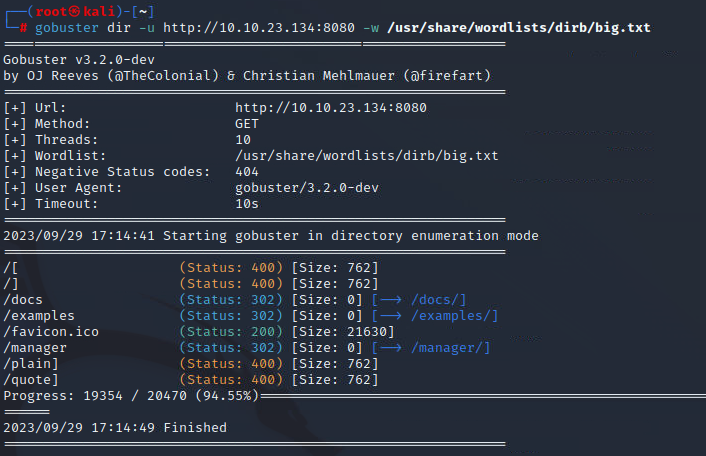 ┌──(root㉿kali)-[~]
└─# gobuster dir -u http://10.10.23.134:8080 -w /usr/share/wordlists/dirb/big.txt
===============================================================
Gobuster v3.2.0-dev
by OJ Reeves (@TheColonial) & Christian Mehlmauer (@firefart)
===============================================================
[+] Url:                     http://10.10.23.134:8080
[+] Method:                  GET
[+] Threads:                 10
[+] Wordlist:                /usr/share/wordlists/dirb/big.txt
[+] Negative Status codes:   404
[+] User Agent:              gobuster/3.2.0-dev
[+] Timeout:                 10s
===============================================================
2023/09/29 17:14:41 Starting gobuster in directory enumeration mode
===============================================================
/[                    (Status: 400) [Size: 762]
/]                    (Status: 400) [Size: 762]
/docs                 (Status: 302) [Size: 0] [--> /docs/]
/examples             (Status: 302) [Size: 0] [--> /examples/]
/favicon.ico          (Status: 200) [Size: 21630]
/manager              (Status: 302) [Size: 0] [--> /manager/]
/plain]               (Status: 400) [Size: 762]
/quote]               (Status: 400) [Size: 762]
Progress: 19354 / 20470 (94.55%)=========================================================
======
2023/09/29 17:14:49 Finished
===============================================================